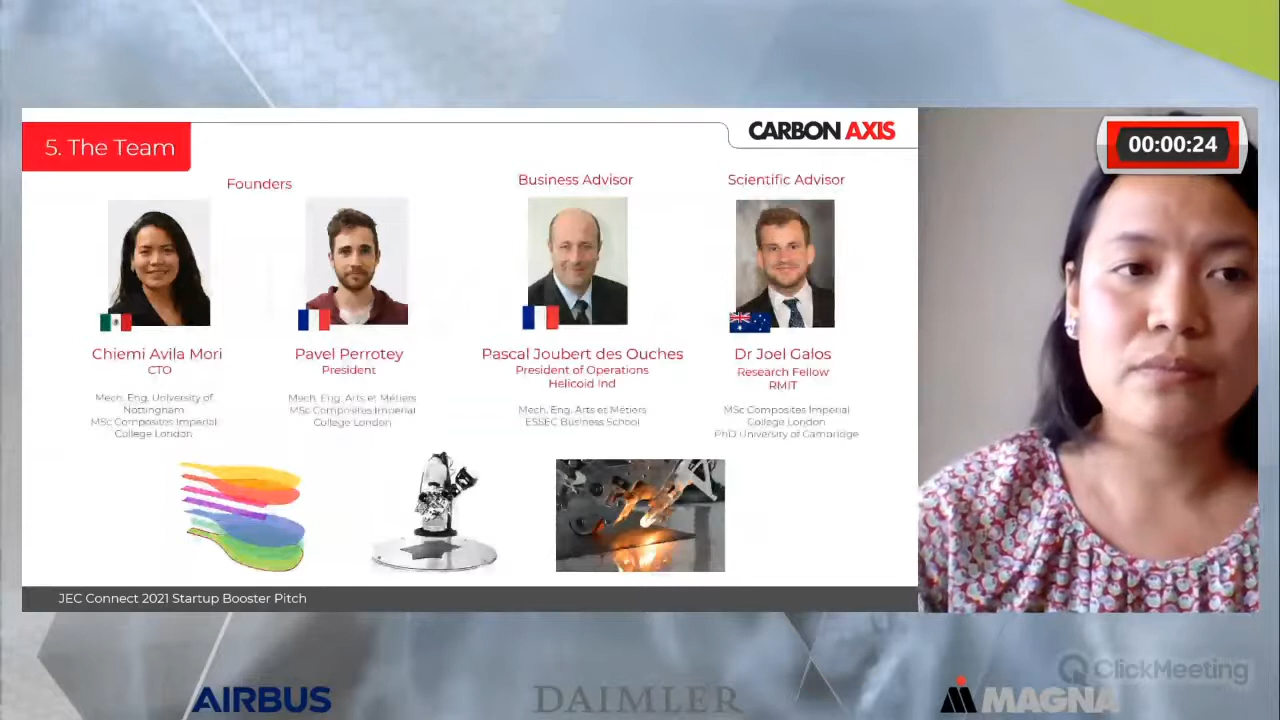 5. The Team
CARBON AXIS
00:00:24
Founders
Business Advisor
Scientific Advisor
Chiemi Avila Mori
CTO
Mech. Eng. University of
Nottingham
MSc Composites Imperial
College London
Pavel Perrotey
President
Mech. Eng. Arts et Métiers
MSc Composites Imperial
College London
Pascal Joubert des Ouches
President of Operations
Helicoid Ind
Mech. Eng. Arts et Métiers
ESSEC Business School
Dr Joel Galos
Research Fellow
RMIT
MSc Composites Imperial
College London
PhD University of Cambridge
JEC Connect 2021 Startup Booster Pitch
ClickMeeting
AIRBUS
DAIMLER
MAGNA